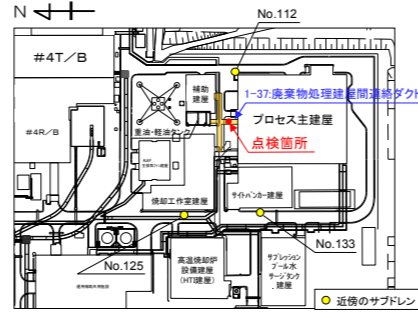 N
No.112
#4T/B
補助
建屋
1-37:廃棄物処理建屋間連絡ダクト
プロセス主建屋
重油・軽油タンク
点検箇所
#4R/B
サイトバンカー建屋
焼却工作室建屋
No.133
No.125
高温焼却炉
設備建屋
(HTI建屋)
サプレッション
プール水
サージタンク
建屋
近傍のサブドレン